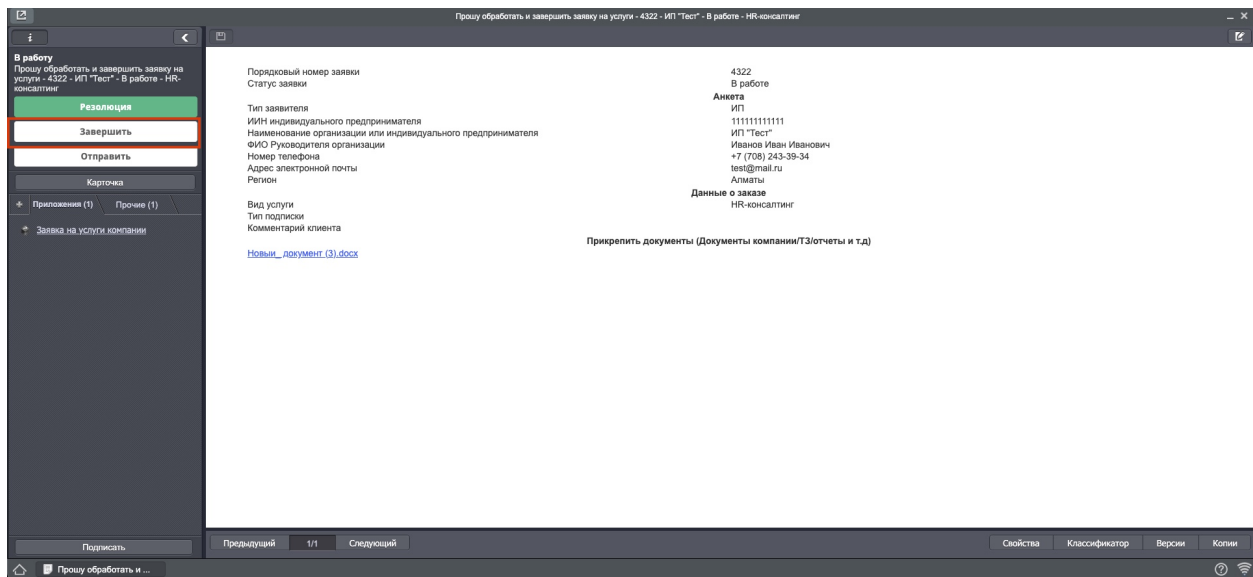 Прошу обработать и завершить заявку на услуги - 4322 - ИП "Тест" - В работе - HR-консалтинг
В работу
Прошу обработать и завершить заявку на
услуги - 4322 - ИП "Тест" - В работе - HR-
консалтинг
Резолюция
Завершить
Отправить
Карточка
Приложения (1) Прочие (1)
Заявка на услуги компании
Подписать
Порядковый номер заявки 4322
Статус заявки В работе
Анкета
Тип заявителя ИП
ИИН индивидуального предпринимателя 111111111111
Наименование организации или индивидуального предпринимателя ИП "Тест"
ФИО Руководителя организации Иванов Иван Иванович
Номер телефона +7 (708) 243-39-34
Адрес электронной почты test@mail.ru
Регион Алматы
Данные о заказе
Вид услуги HR-консалтинг
Тип подписки
Комментарий клиента
Прикрепить документы (Документы компании/ТЗ/отчеты и т.д)
Новыи_ документ (3).docx
Предыдущий 1/1 Следующий Свойства Классификатор Версии Копии
Прошу обработать и ...